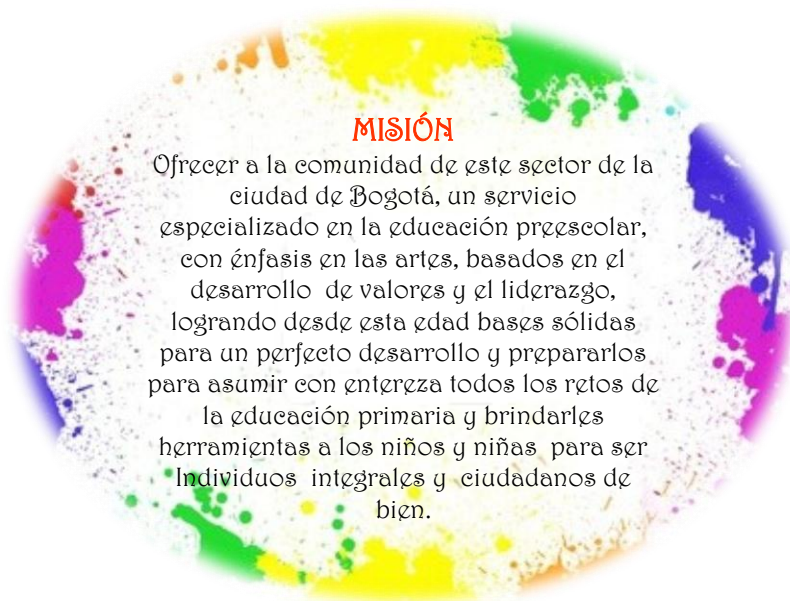 MISIÓN
Ofrecer a la comunidad de este sector de la
ciudad de Bogotá, un servicio
especializado en la educación preescolar,
con énfasis en las artes, basados en el
desarrollo de valores y el liderazgo,
logrando desde esta edad bases sólidas
para un perfecto desarrollo y prepararlos
para asumir con entereza todos los retos de
la educación primaria y brindarles
herramientas a los niños y niñas para ser
Individuos integrales y ciudadanos de
bien.